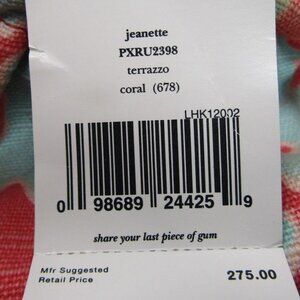 jeanette
PXRU2398
terrazzo
coral (678)
LHK12002
0 98689 24425 9
share your last piece of gum
Mfr Suggested
Retail Price 275.00